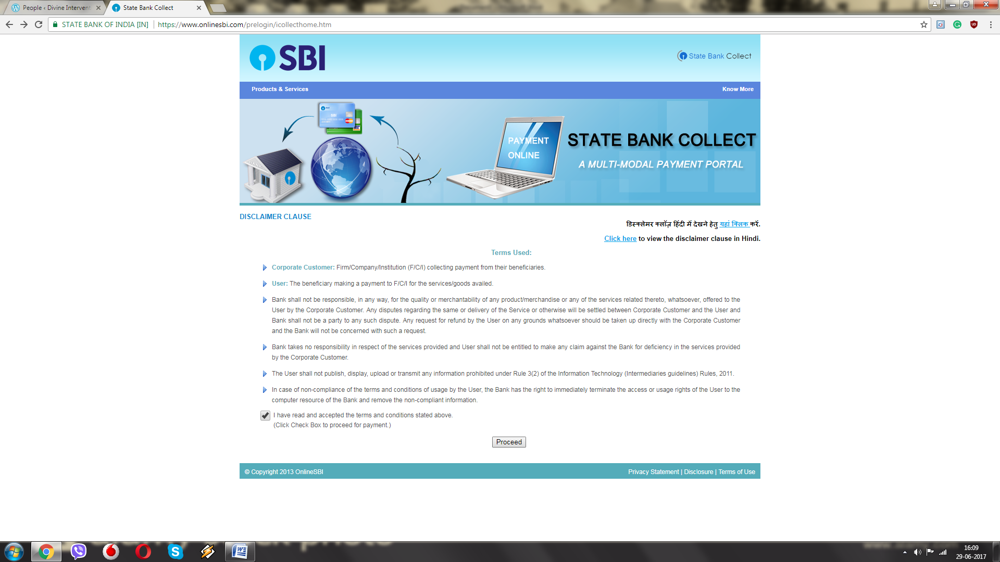 People ‹ Divine Intervent
State Bank Collect
STATE BANK OF INDIA [IN]
https://www.onlinesbi.com/prelogin/icollecthome.htm
SBI
State Bank Collect
Products & Services
Know More
SBI
BANK
PAYMENT
ONLINE
STATE BANK COLLECT
A MULTI-MODAL PAYMENT PORTAL
DISCLAIMER CLAUSE
डिस्क्लेमर क्लॉज़ हिंदी में देखने हेतु यहां क्लिक करें.
Click here to view the disclaimer clause in Hindi.
Terms Used:
Corporate Customer: Firm/Company/Institution (F/C/I) collecting payment from their beneficiaries.
User: The beneficiary making a payment to F/C/I for the services/goods availed.
Bank shall not be responsible, in any way, for the quality or merchantability of any product/merchandise or any of the services related thereto, whatsoever, offered to the
User by the Corporate Customer. Any disputes regarding the same or delivery of the Service or otherwise will be settled between Corporate Customer and the User and
Bank shall not be a party to any such dispute. Any request for refund by the User on any grounds whatsoever should be taken up directly with the Corporate Customer
and the Bank will not be concerned with such a request.
Bank takes no responsibility in respect of the services provided and User shall not be entitled to make any claim against the Bank for deficiency in the services provided
by the Corporate Customer.
The User shall not publish, display, upload or transmit any information prohibited under Rule 3(2) of the Information Technology (Intermediaries guidelines) Rules, 2011.
In case of non-compliance of the terms and conditions of usage by the User, the Bank has the right to immediately terminate the access or usage rights of the User to the
computer resource of the Bank and remove the non-compliant information.
I have read and accepted the terms and conditions stated above.
(Click Check Box to proceed for payment.)
Proceed
© Copyright 2013 OnlineSBI
Privacy Statement | Disclosure | Terms of Use
16:09
29-06-2017